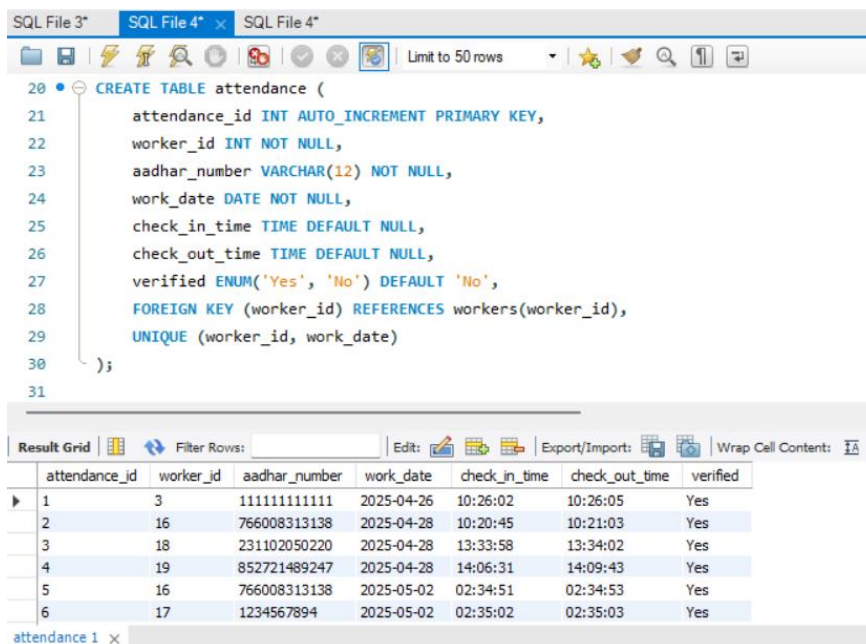 SQL File 3* SQL File 4* × SQL File 4*
Limit to 50 rows
20 CREATE TABLE attendance (
21 attendance_id INT AUTO_INCREMENT PRIMARY KEY,
22 worker_id INT NOT NULL,
23 aadhar_number VARCHAR(12) NOT NULL,
24 work_date DATE NOT NULL,
25 check_in_time TIME DEFAULT NULL,
26 check_out_time TIME DEFAULT NULL,
27 verified ENUM('Yes', 'No') DEFAULT 'No',
28 FOREIGN KEY (worker_id) REFERENCES workers(worker_id),
29 UNIQUE (worker_id, work_date)
30 );
31
Result Grid Filter Rows: Edit: Export/Import: Wrap Cell Content: IA
attendance_id worker_id aadhar_number work_date check_in_time check_out_time verified
1 3 111111111111 2025-04-26 10:26:02 10:26:05 Yes
2 16 766008313138 2025-04-28 10:20:45 10:21:03 Yes
3 18 231102050220 2025-04-28 13:33:58 13:34:02 Yes
4 19 852721489247 2025-04-28 14:06:31 14:09:43 Yes
5 16 766008313138 2025-05-02 02:34:51 02:34:53 Yes
6 17 1234567894 2025-05-02 02:35:02 02:35:03 Yes
attendance 1 ×